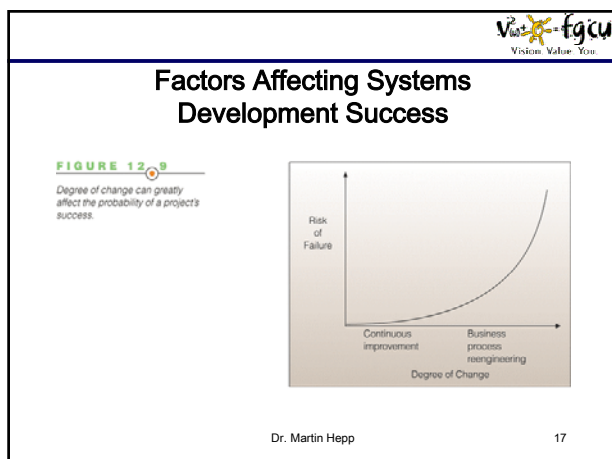 fgcu
Vision. Value. You.
Factors Affecting Systems
Development Success
FIGURE 12.9
Degree of change can greatly
affect the probability of a project's
success.
Risk
of
Failure
Continuous
improvement
Business
process
reengineering
Degree of Change
Dr. Martin Hepp
17